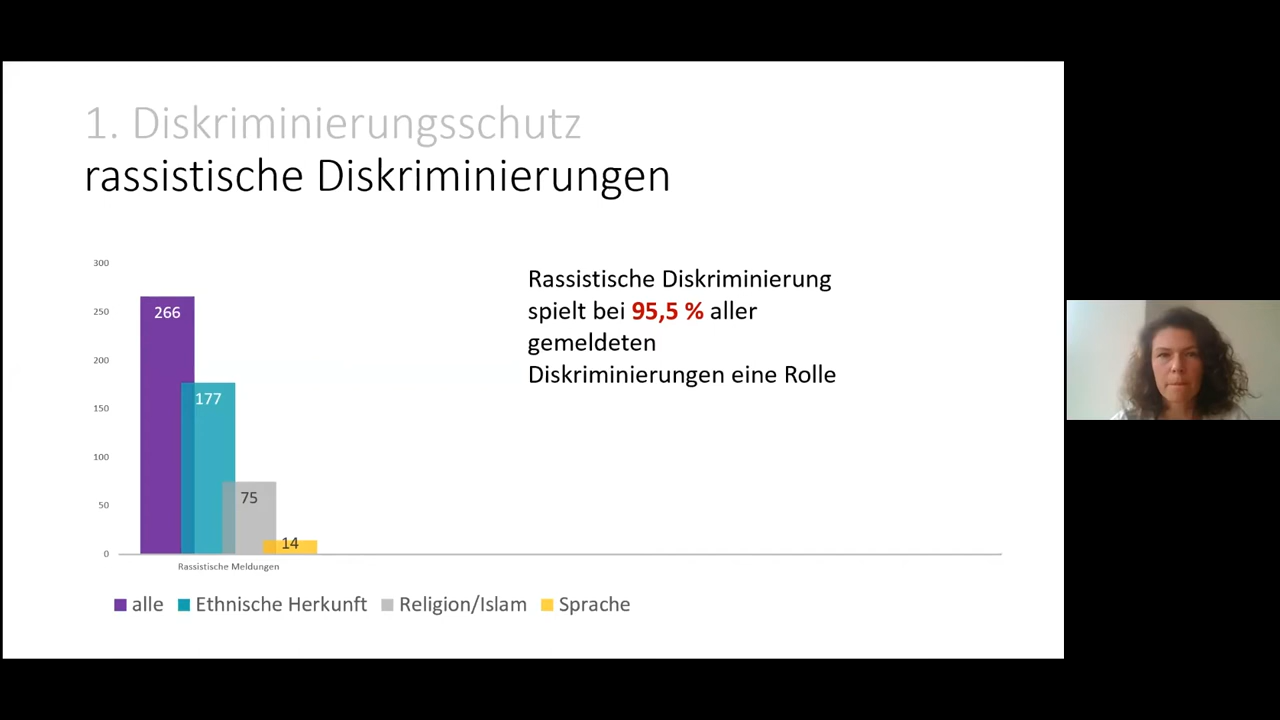 1. Diskriminierungsschutz
rassistische Diskriminierungen
300
250
200
150
100
50
0
266
177
75
14
Rassistische Meldungen
alle Ethnische Herkunft Religion/Islam Sprache
Rassistische Diskriminierung
spielt bei 95,5 % aller
gemeldeten
Diskriminierungen eine Rolle